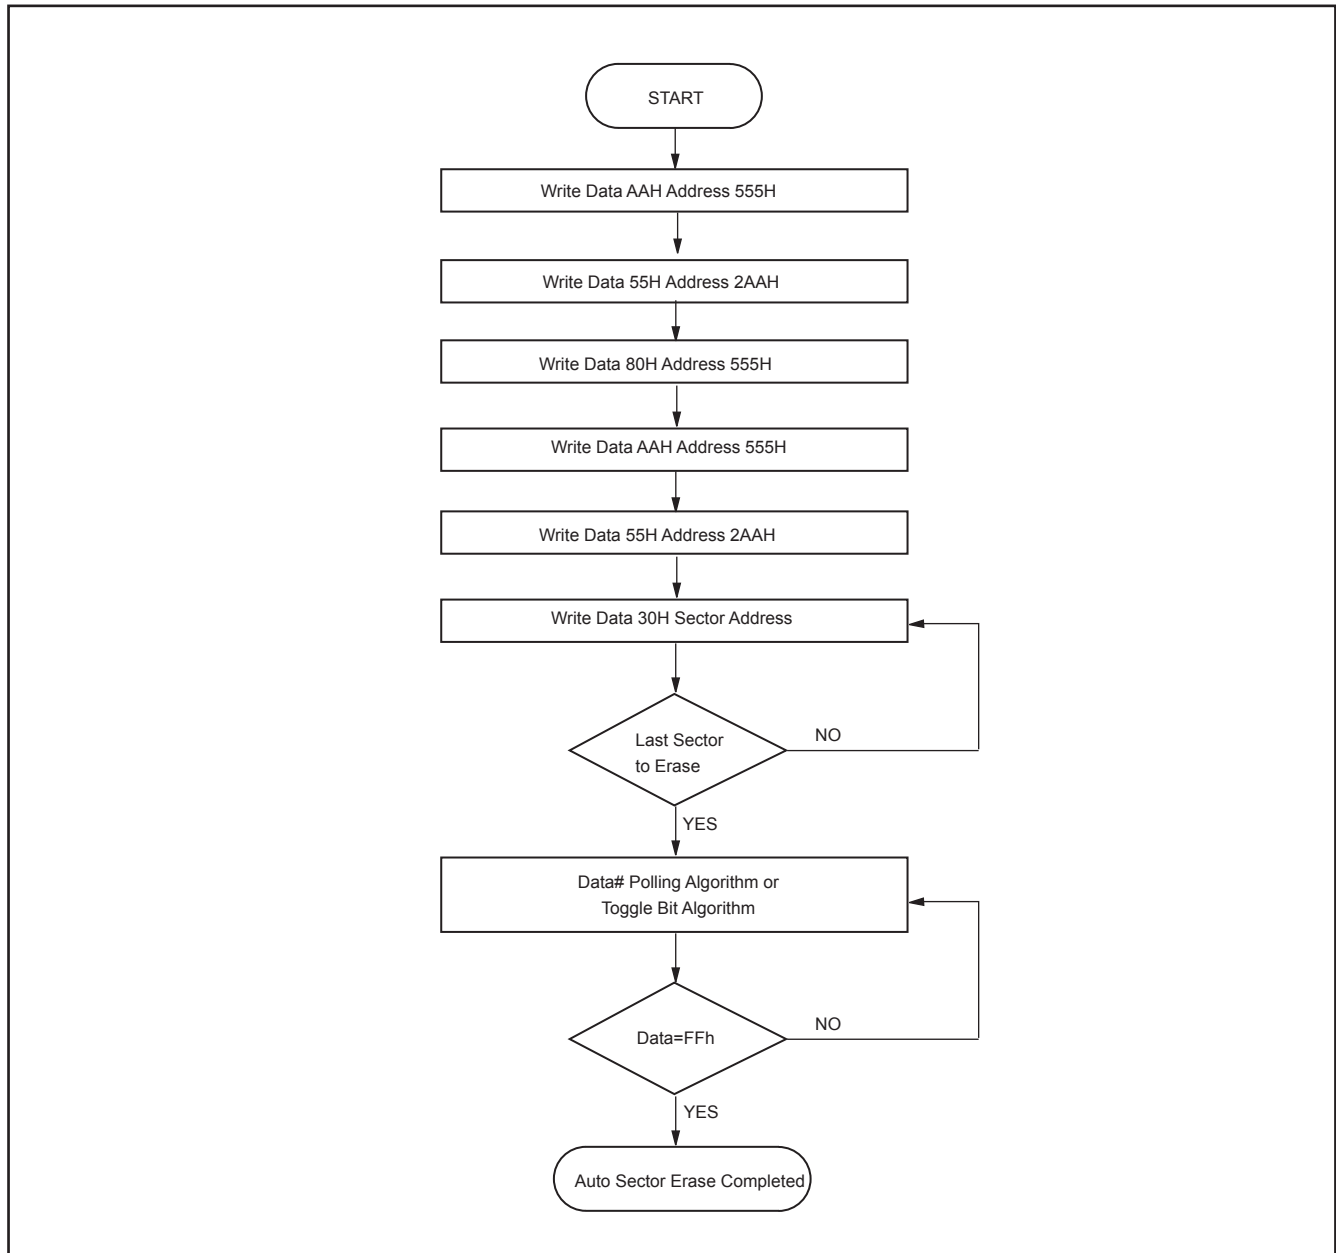 START
Write Data AAH Address 555H
Write Data 55H Address 2AAH
Write Data 80H Address 555H
Write Data AAH Address 555H
Write Data 55H Address 2AAH
Write Data 30H Sector Address
Last Sector
to Erase
NO
YES
Data# Polling Algorithm or
Toggle Bit Algorithm
Data=FFh
NO
YES
Auto Sector Erase Completed